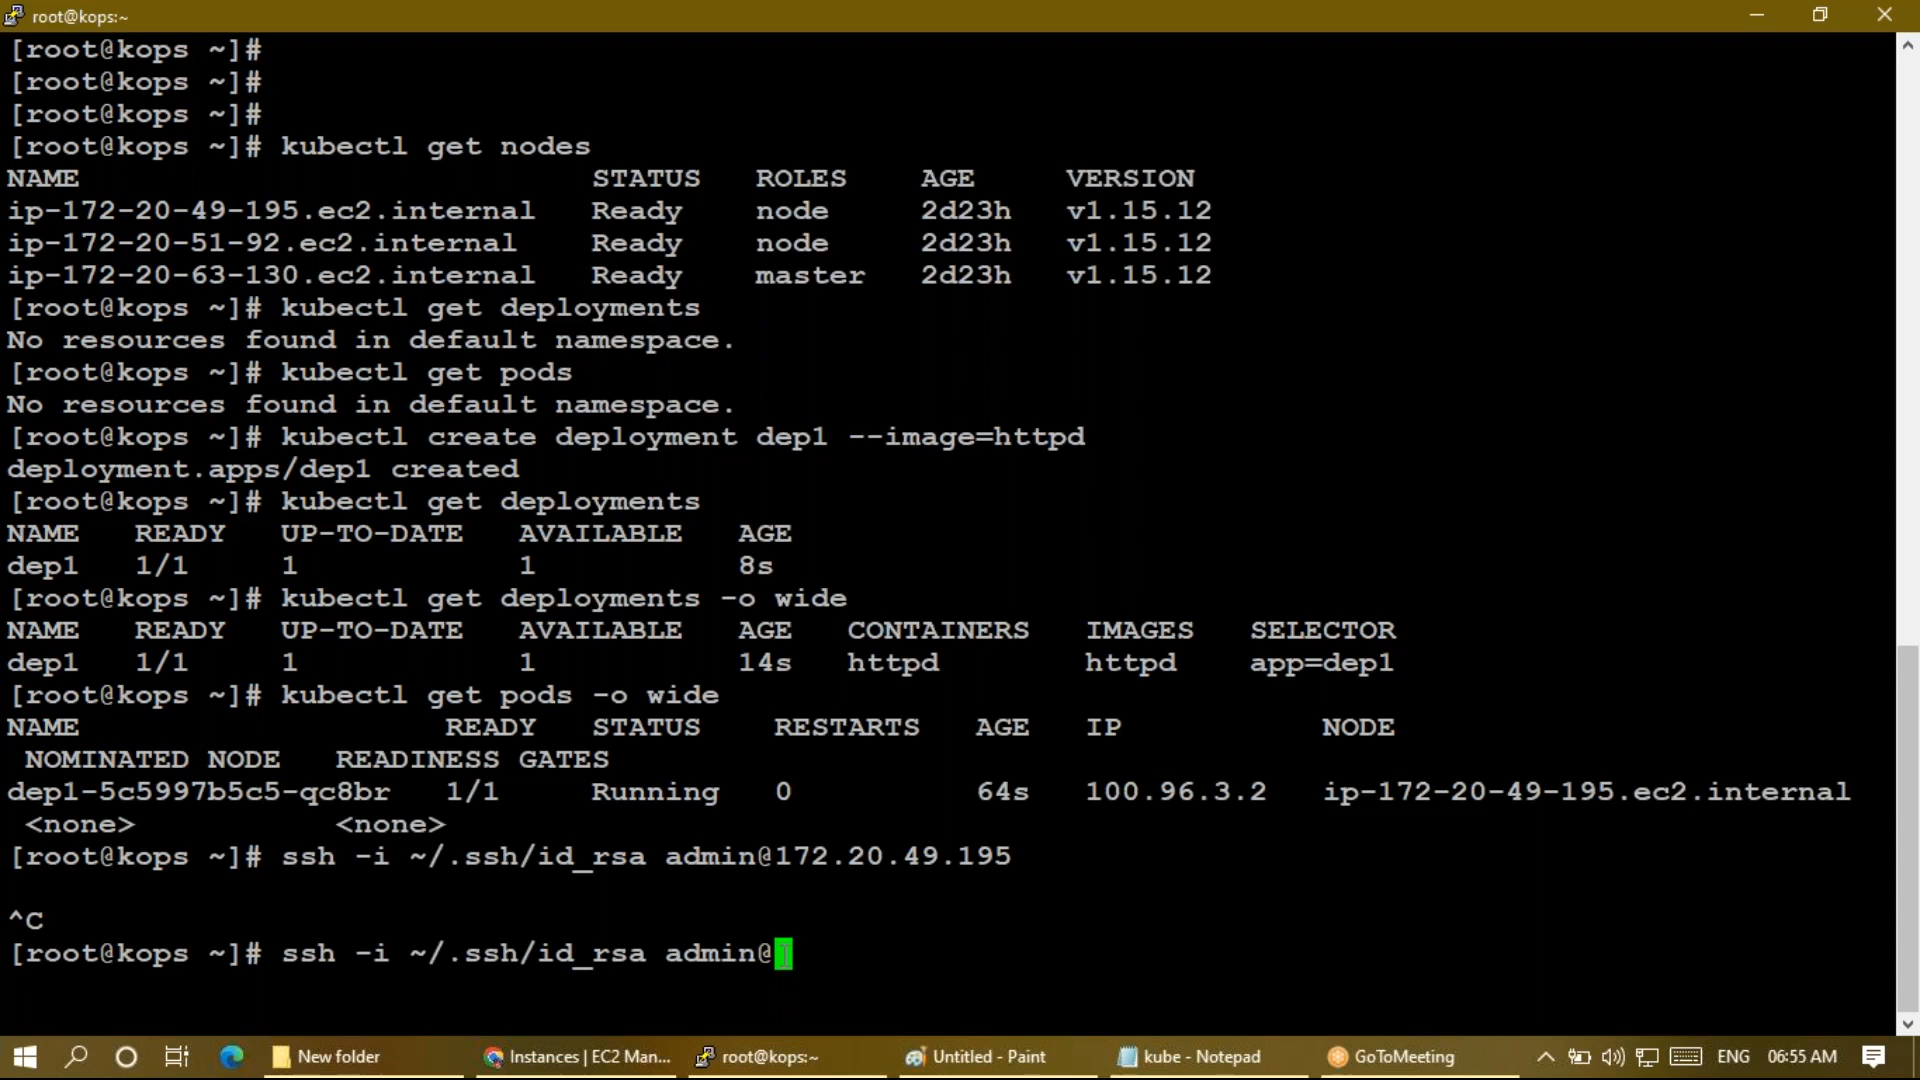 root@kops:~
[root@kops ~]#
[root@kops ~]#
[root@kops ~]#
[root@kops ~]# kubectl get nodes
NAME STATUS ROLES AGE VERSION
ip-172-20-49-195.ec2.internal Ready node 2d23h v1.15.12
ip-172-20-51-92.ec2.internal Ready node 2d23h v1.15.12
ip-172-20-63-130.ec2.internal Ready master 2d23h v1.15.12
[root@kops ~]# kubectl get deployments
No resources found in default namespace.
[root@kops ~]# kubectl get pods
No resources found in default namespace.
[root@kops ~]# kubectl create deployment dep1 --image=httpd
deployment.apps/dep1 created
[root@kops ~]# kubectl get deployments
NAME READY UP-TO-DATE AVAILABLE AGE
dep1 1/1 1 1 8s
[root@kops ~]# kubectl get deployments -o wide
NAME READY UP-TO-DATE AVAILABLE AGE CONTAINERS IMAGES SELECTOR
dep1 1/1 1 1 14s httpd httpd app=dep1
[root@kops ~]# kubectl get pods -o wide
NAME READY STATUS RESTARTS AGE IP NODE
NOMINATED NODE READINESS GATES
dep1-5c5997b5c5-qc8br 1/1 Running 0 64s 100.96.3.2 ip-172-20-49-195.ec2.internal
<none> <none>
[root@kops ~]# ssh -i ~/.ssh/id_rsa admin@172.20.49.195
^C
[root@kops ~]# ssh -i ~/.ssh/id_rsa admin@
New folder Instances | EC2 Man... root@kops:~ Untitled - Paint kube - Notepad GoToMeeting ENG 06:55 AM